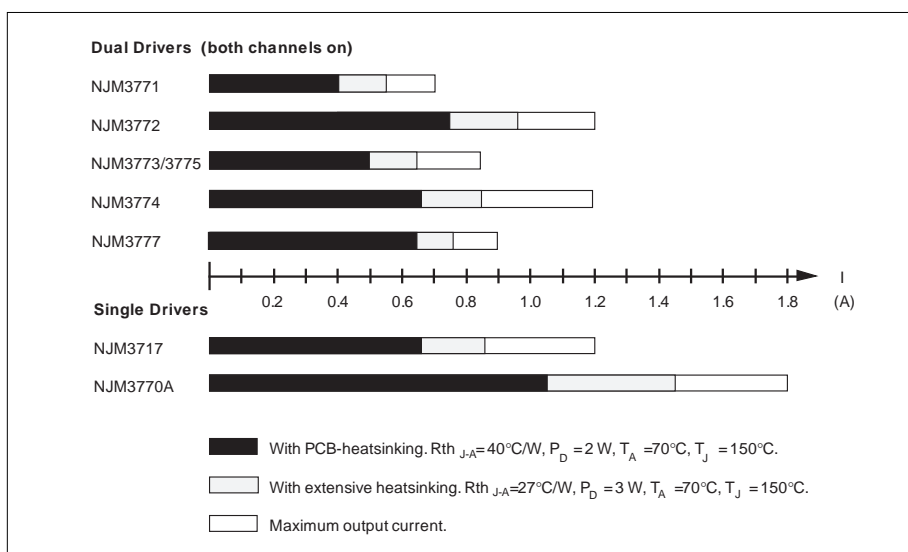 Dual Drivers (both channels on)
NJM3771
NJM3772
NJM3773/3775
NJM3774
NJM3777
I
0.2 0.4 0.6 0.8 1.0 1.2 1.4 1.6 1.8 (A)
Single Drivers
NJM3717
NJM3770A
With PCB-heatsinking. Rth J-A=40°C/W, PD = 2 W, TA =70°C, TJ = 150°C.
With extensive heatsinking. Rth J-A=27°C/W, PD = 3 W, TA =70°C, TJ = 150°C.
Maximum output current.